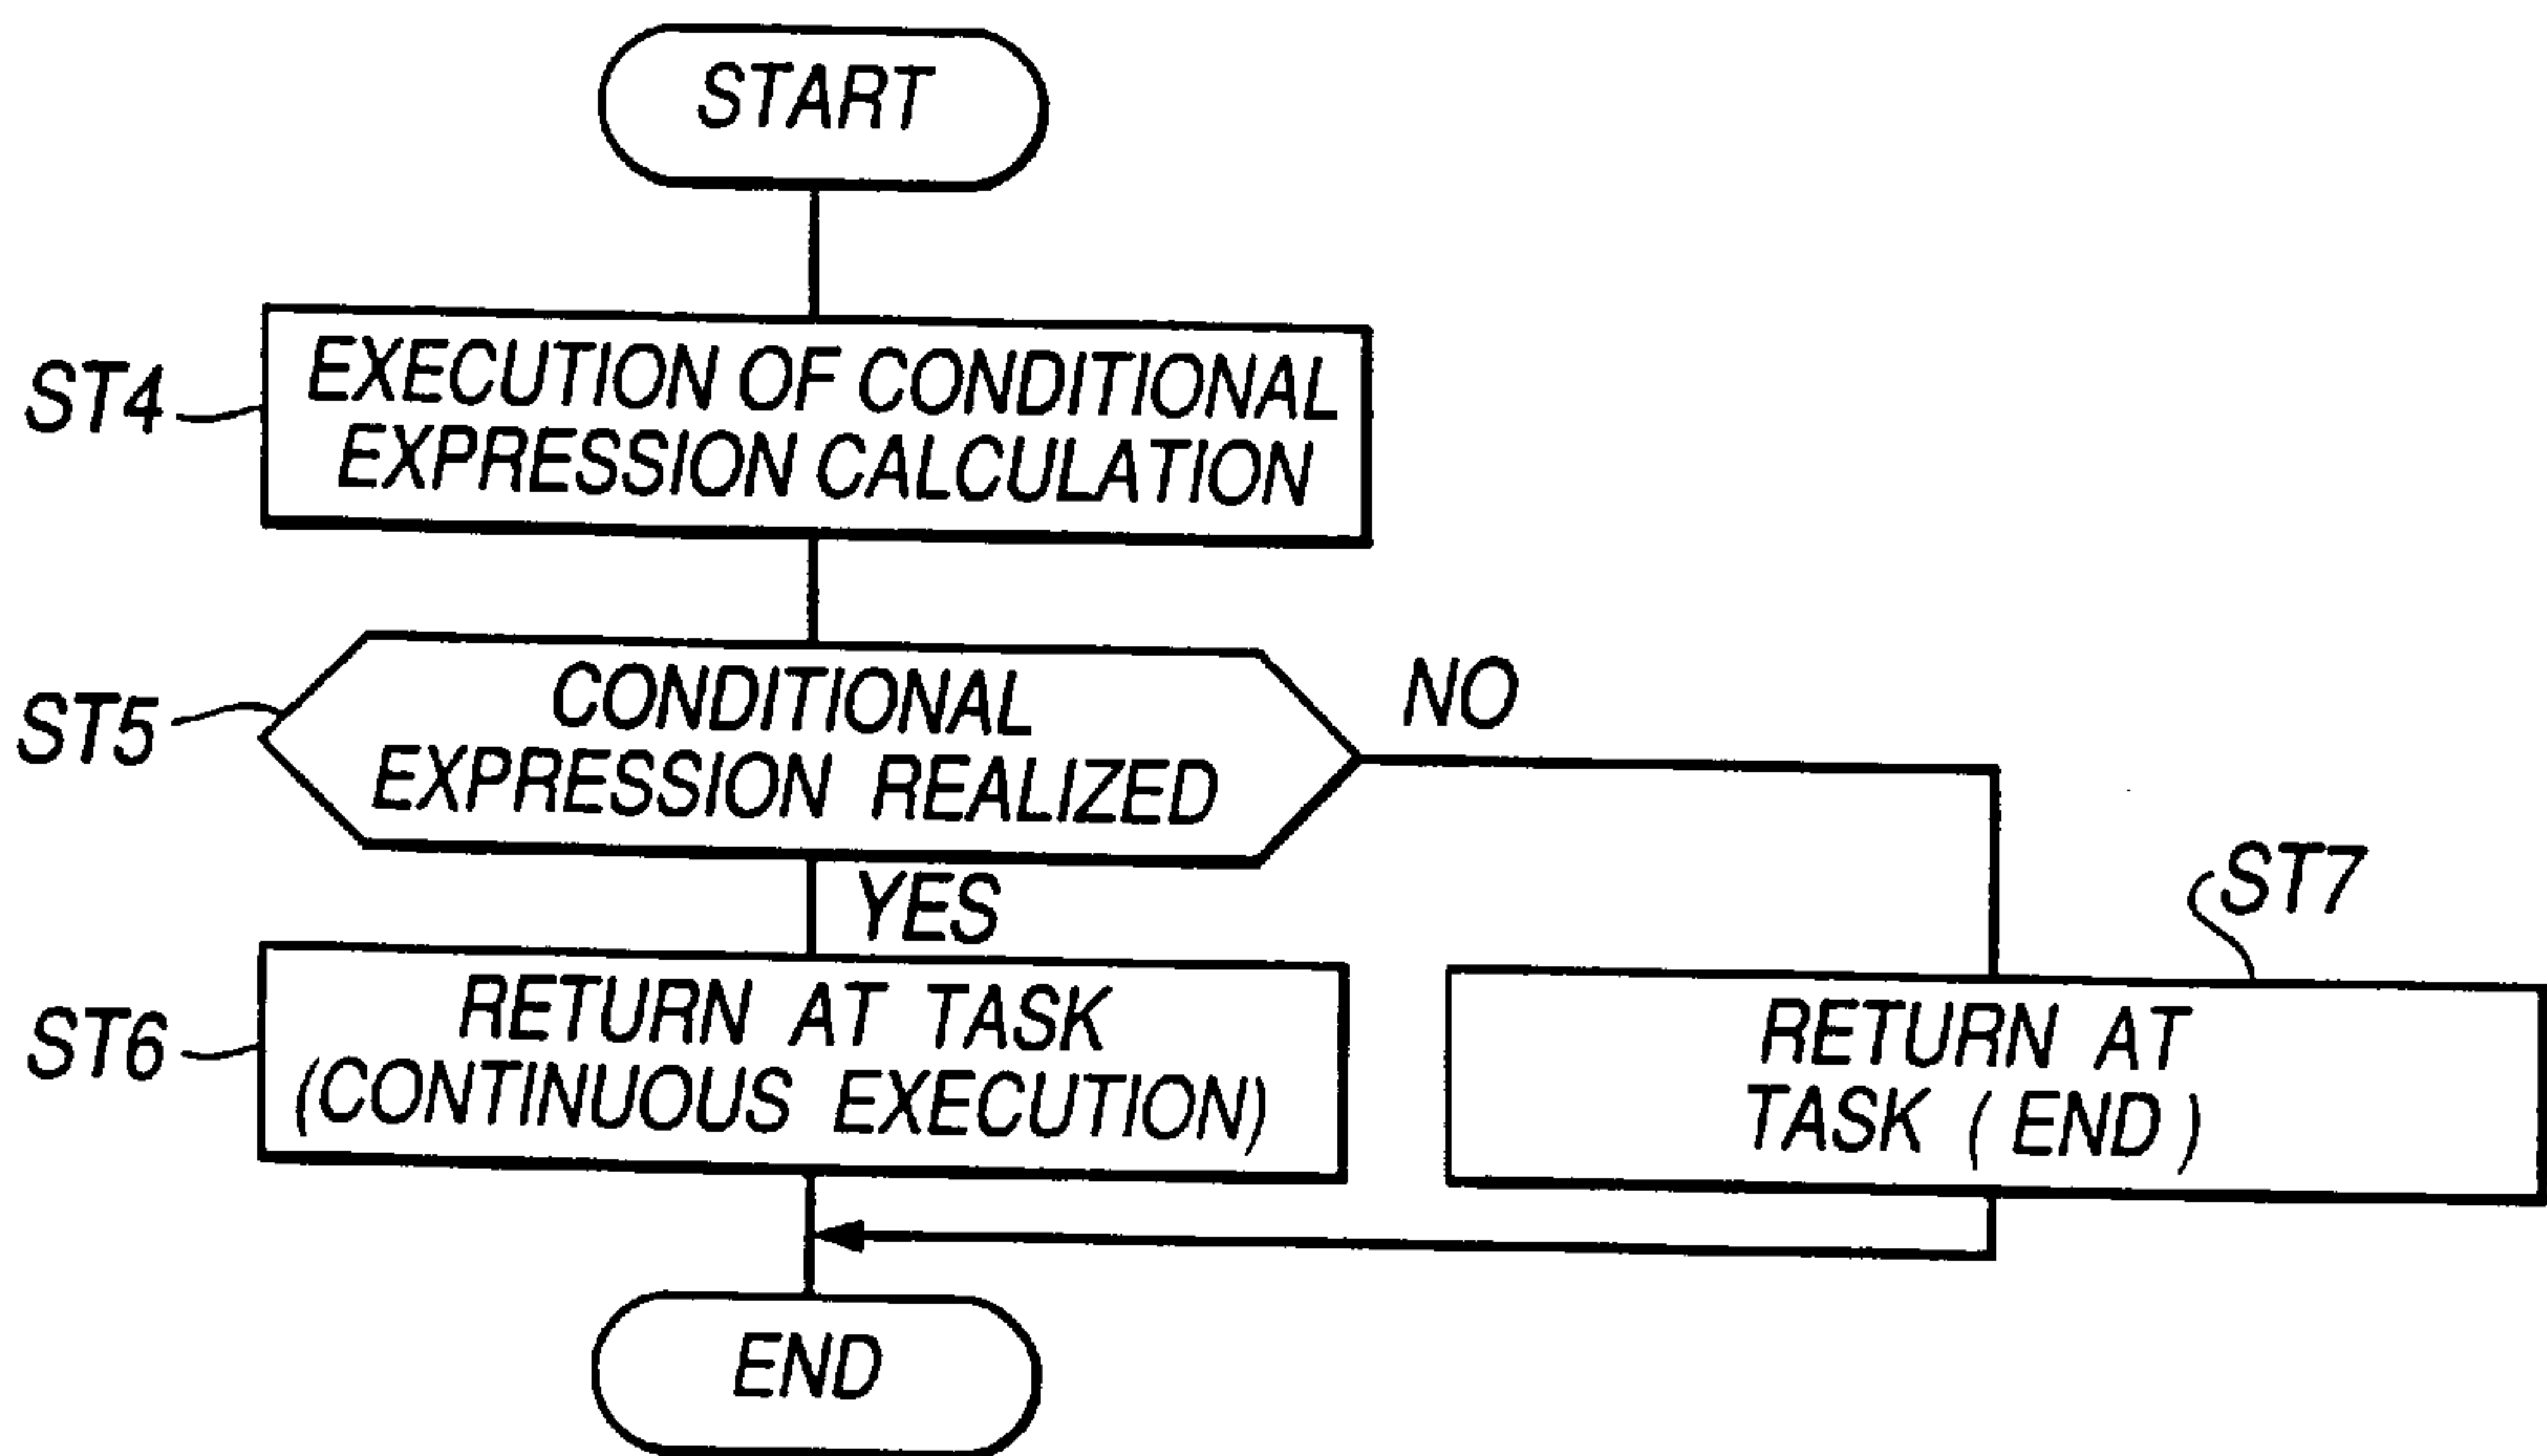 START
ST4
EXECUTION OF CONDITIONAL
EXPRESSION CALCULATION
ST5
CONDITIONAL
EXPRESSION REALIZED
NO
YES
ST6
RETURN AT TASK
(CONTINUOUS EXECUTION)
ST7
RETURN AT
TASK (END)
END